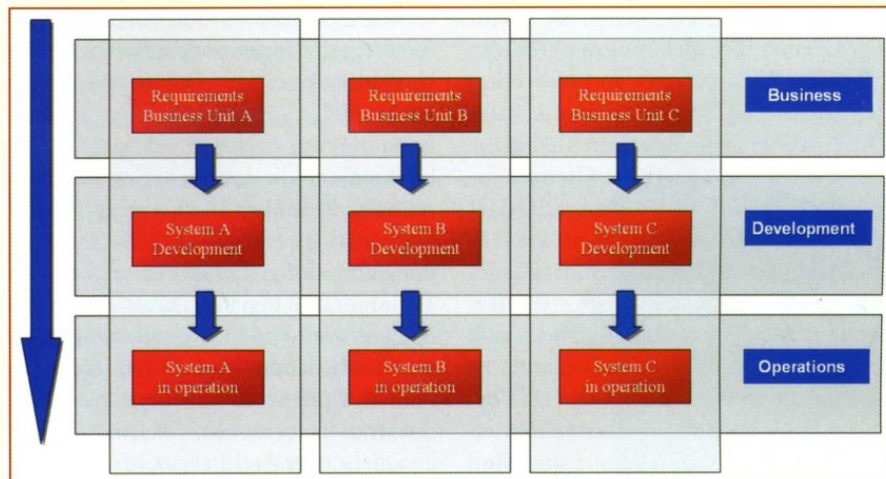 Requirements
Business Unit A
Requirements
Business Unit B
Requirements
Business Unit C
Business
System A
Development
System B
Development
System C
Development
Development
System A
in operation
System B
in operation
System C
in operation
Operations